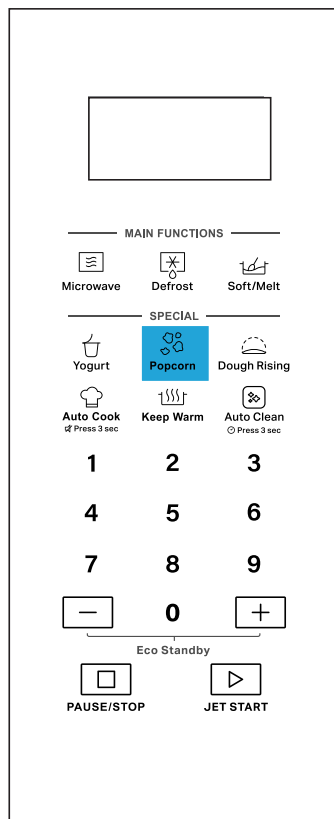 MAIN FUNCTIONS
Microwave Defrost Soft/Melt
SPECIAL
Yogurt Popcorn Dough Rising
Auto Cook Keep Warm Auto Clean
Press 3 sec Press 3 sec
1 2 3
4 5 6
7 8 9
− 0 +
Eco Standby
PAUSE/STOP JET START